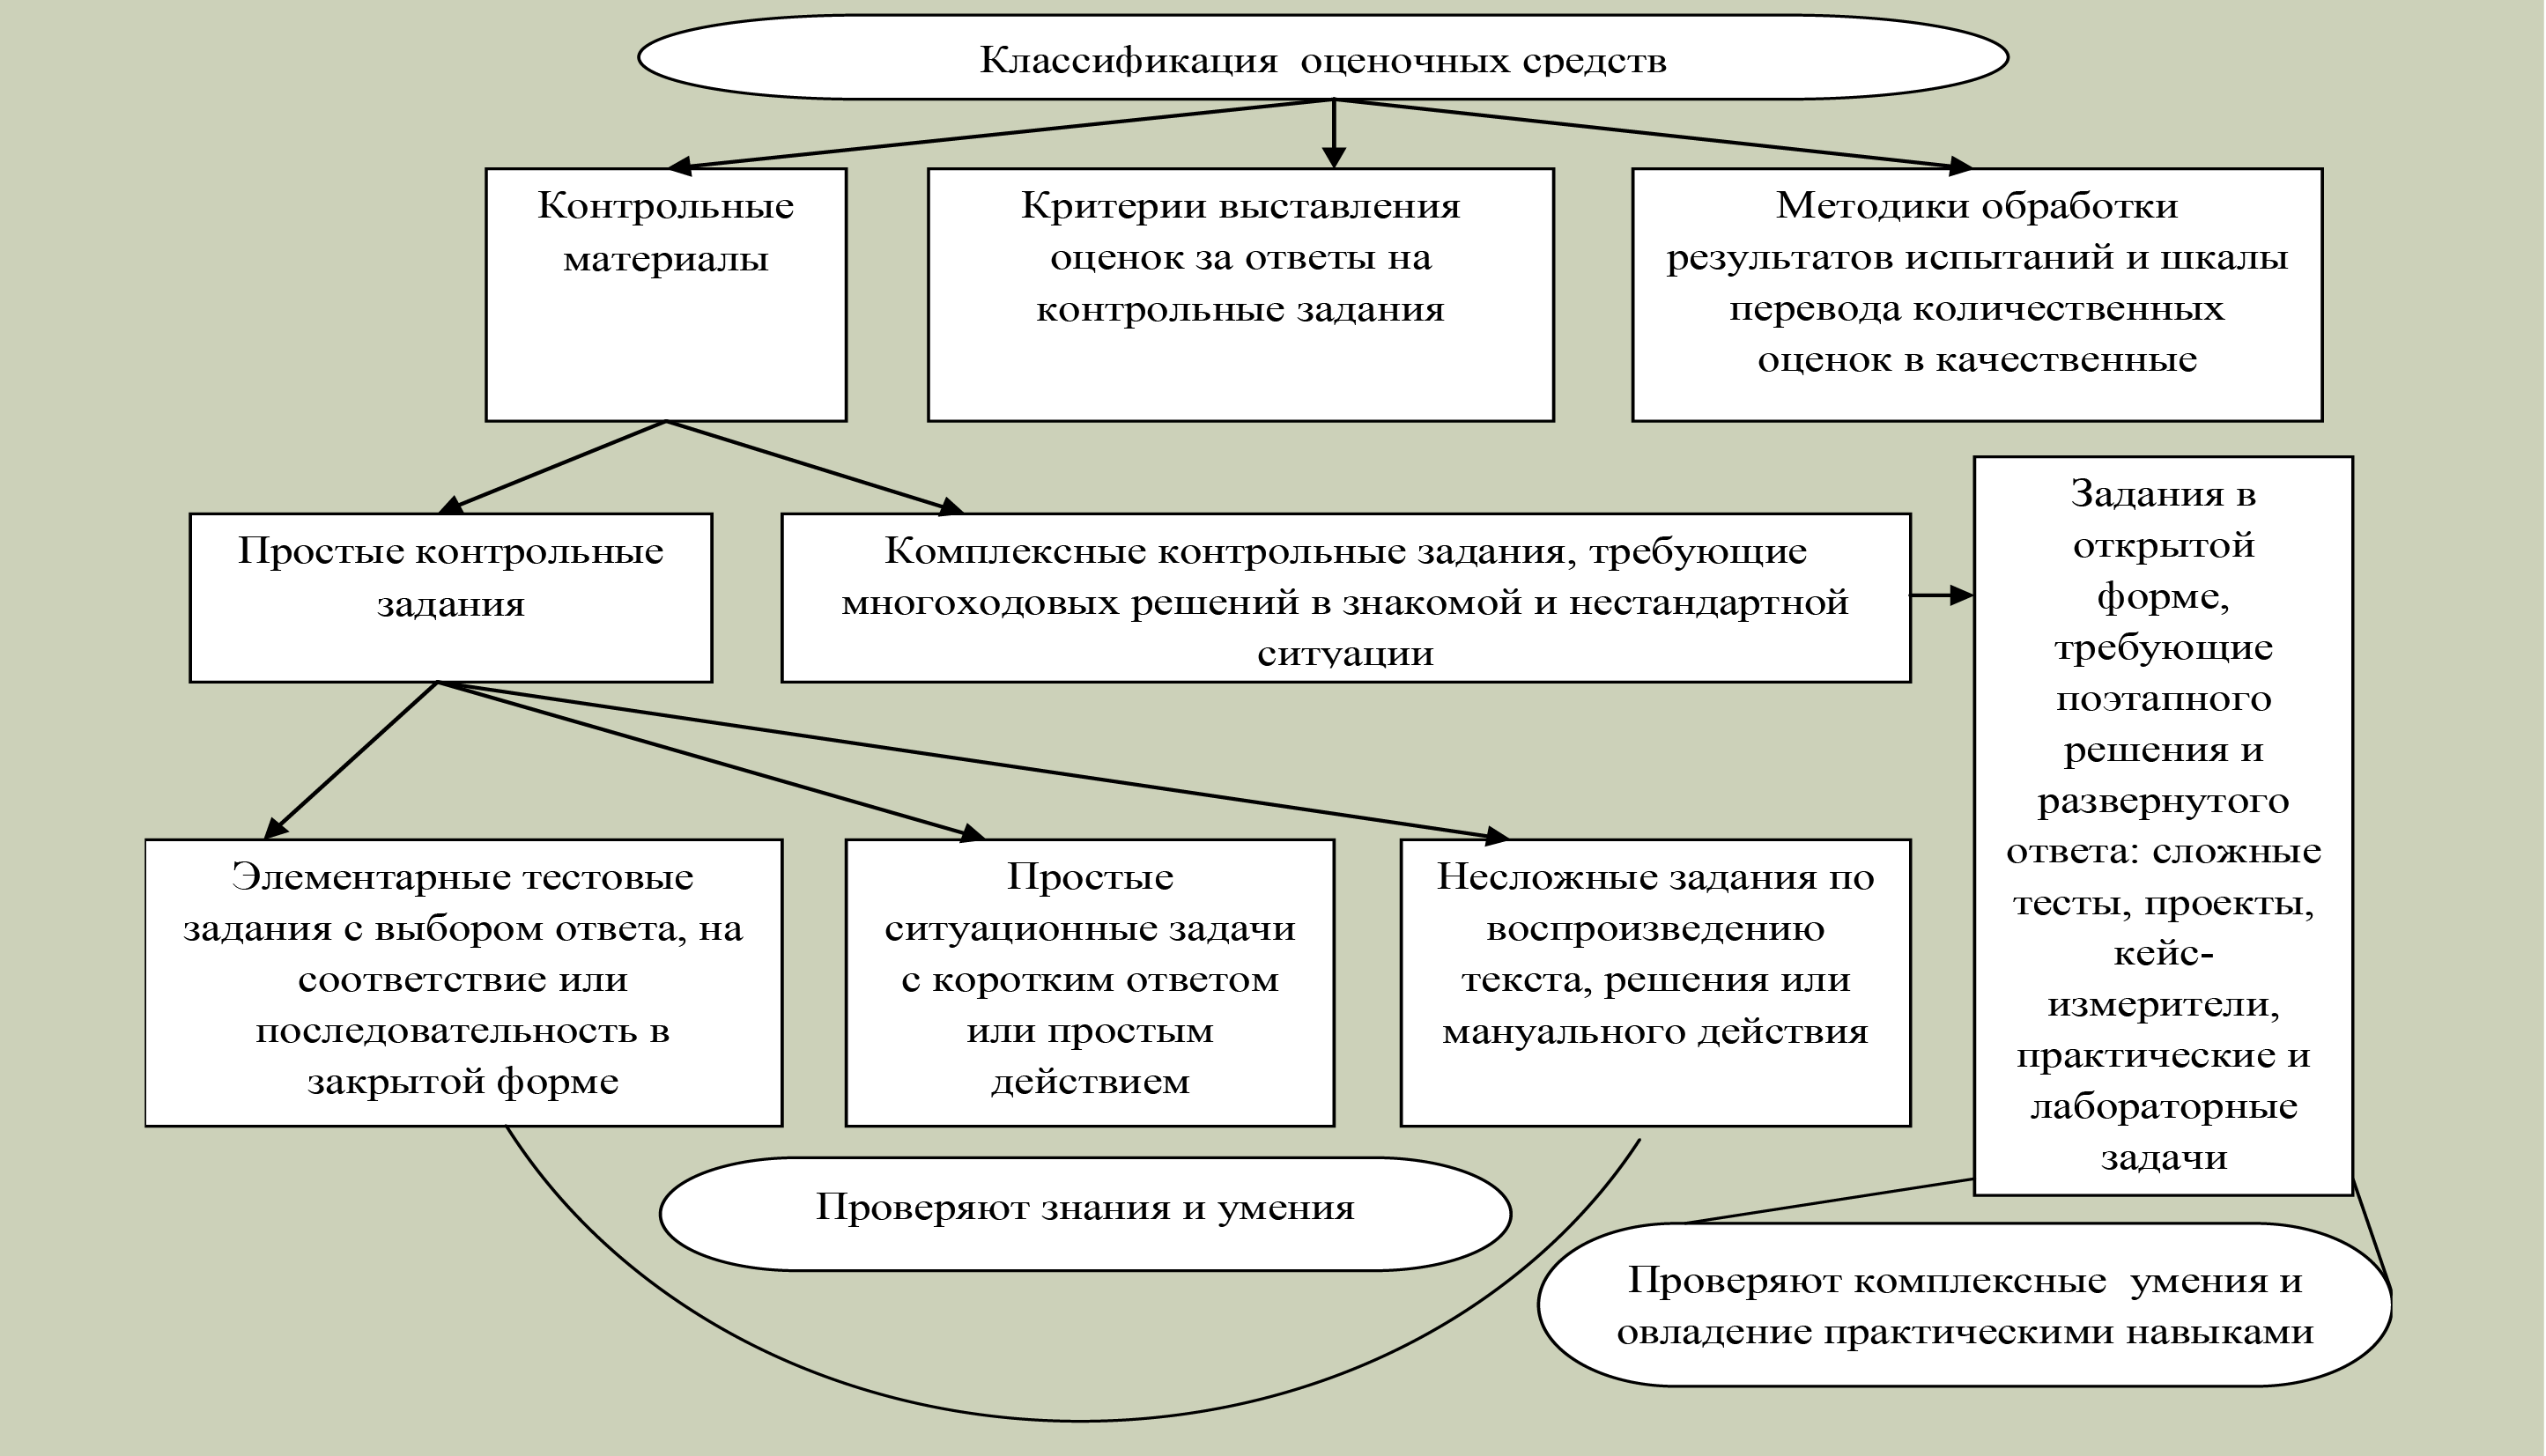 Классификация  оценочных средств
Контрольные
материалы
Критерии выставления
оценок за ответы на
контрольные задания
Методики обработки
результатов испытаний и шкалы
перевода количественных
оценок в качественные
Простые контрольные
задания
Комплексные контрольные задания, требующие
многоходовых решений в знакомой и нестандартной
ситуации
Задания в
открытой
форме,
требующие
поэтапного
решения и
развернутого
ответа: сложные
тесты, проекты,
кейс-
измерители,
практические и
лабораторные
задачи
Элементарные тестовые
задания с выбором ответа, на
соответствие или
последовательность в
закрытой форме
Простые
ситуационные задачи
с коротким ответом
или простым
действием
Несложные задания по
воспроизведению
текста, решения или
мануального действия
Проверяют знания и умения
Проверяют комплексные  умения и
овладение практическими навыками